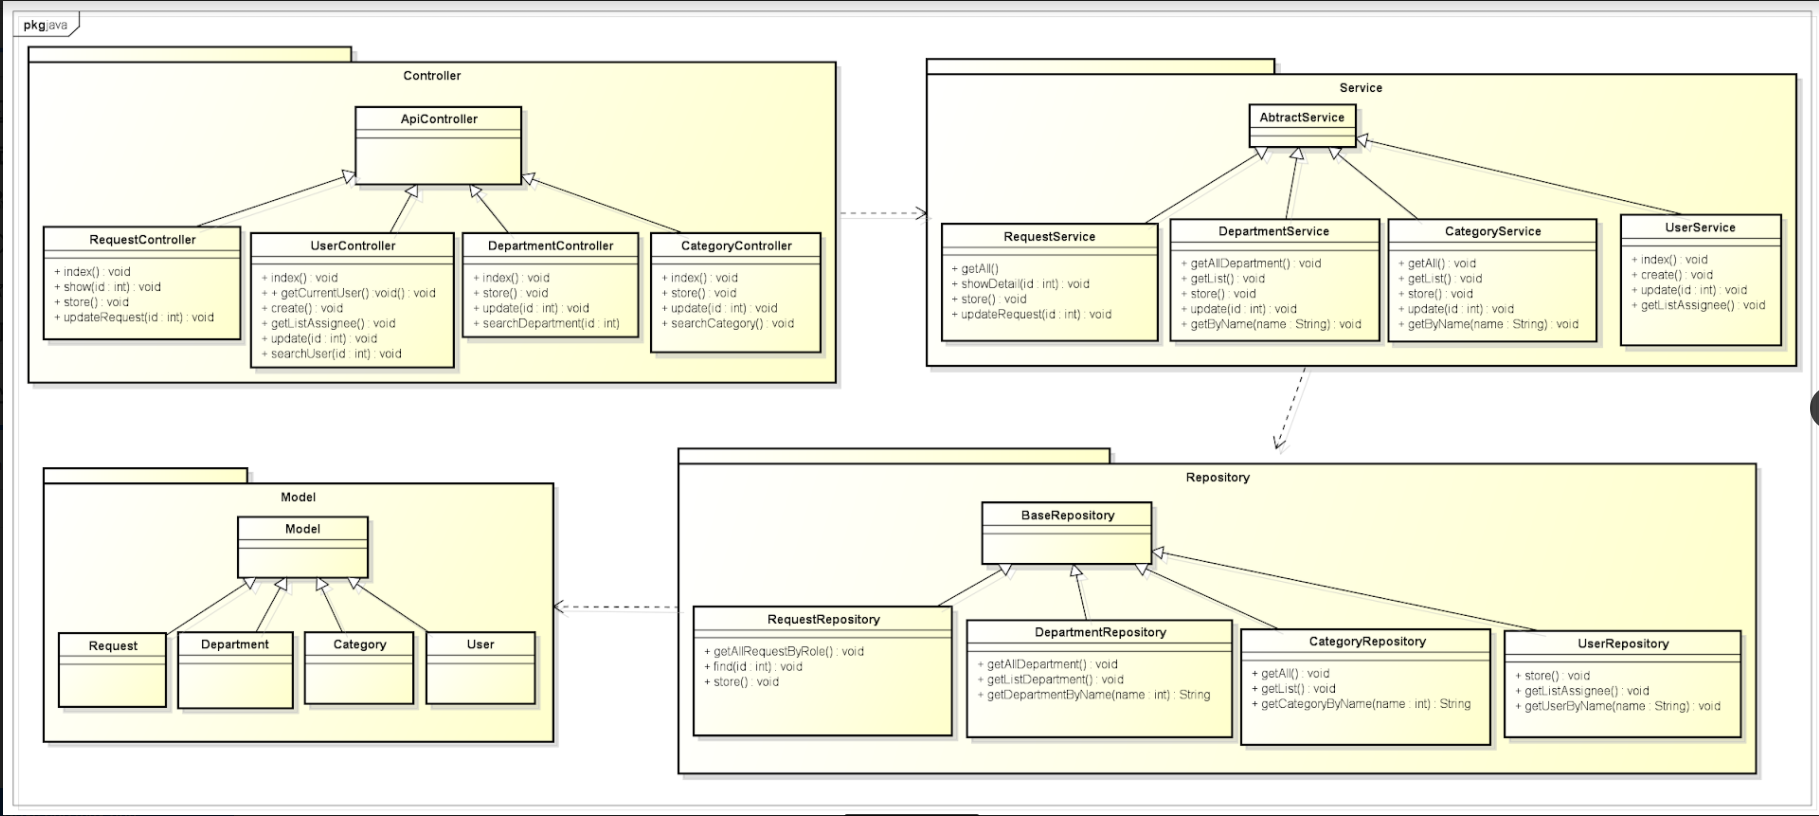 pkg java
Controller
ApiController
RequestController
+ index() : void
+ show(id : int) : void
+ store() : void
+ updateRequest(id : int) : void
UserController
+ index() : void
+ + getCurrentUser() :void() : void
+ create() : void
+ getListAssignee() : void
+ update(id : int) : void
+ searchUser(id : int) : void
DepartmentController
+ index() : void
+ store() : void
+ update(id : int) : void
+ searchDepartment(id : int)
CategoryController
+ index() : void
+ store() : void
+ update(id : int) : void
+ searchCategory() : void
Service
AbtractService
RequestService
+ getAll()
+ showDetail(id : int) : void
+ store() : void
+ updateRequest(id : int) : void
DepartmentService
+ getAllDepartment() : void
+ getList() : void
+ store() : void
+ update(id : int) : void
+ getByName(name : String) : void
CategoryService
+ getAll() : void
+ getList() : void
+ store() : void
+ update(id : int) : void
+ getByName(name : String) : void
UserService
+ index() : void
+ create() : void
+ update(id : int) : void
+ getListAssignee() : void
Model
Model
Request
Department
Category
User
Repository
BaseRepository
RequestRepository
+ getAllRequestByRole() : void
+ find(id : int) : void
+ store() : void
DepartmentRepository
+ getAllDepartment() : void
+ getListDepartment() : void
+ getDepartmentByName(name : int) : String
CategoryRepository
+ getAll() : void
+ getList() : void
+ getCategoryByName(name : int) : String
UserRepository
+ store() : void
+ getListAssignee() : void
+ getUserByName(name : String) : void